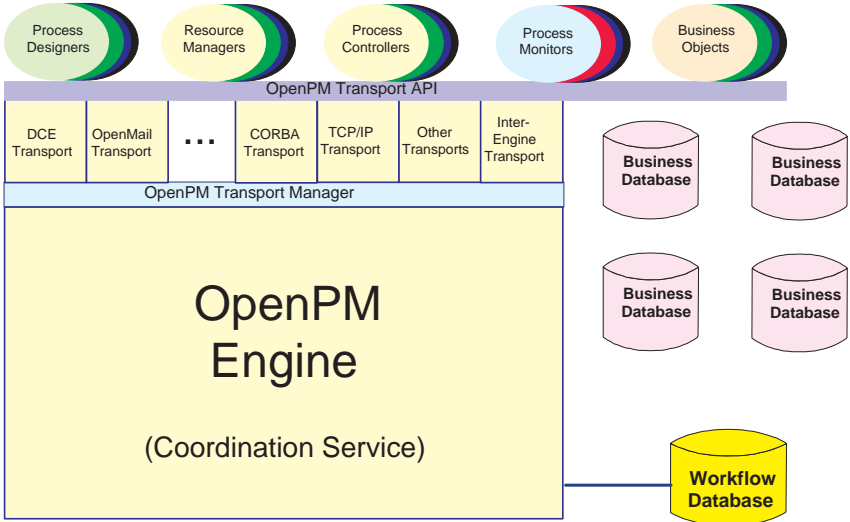 Process
Designers
Resource
Managers
Process
Controllers
Process
Monitors
Business
Objects
OpenPM Transport API
DCE
Transport
OpenMail
Transport
...
CORBA
Transport
TCP/IP
Transport
Other
Transports
Inter-
Engine
Transport
OpenPM Transport Manager
Business
Database
Business
Database
OpenPM
Engine
(Coordination Service)
Business
Database
Business
Database
Workflow
Database